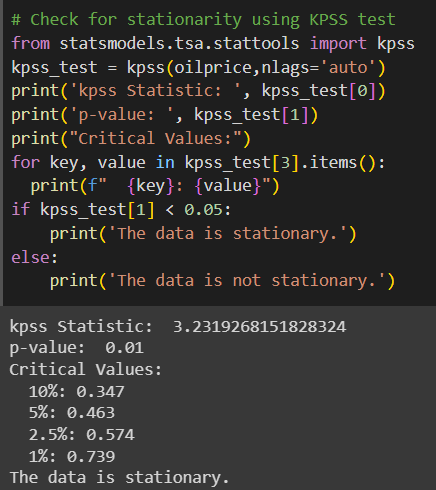 # Check for stationarity using KPSS test
from statsmodels.tsa.stattools import kpss
kpss_test = kpss(oilprice,nlags='auto')
print('kpss Statistic: ', kpss_test[0])
print('p-value: ', kpss_test[1])
print("Critical Values:")
for key, value in kpss_test[3].items():
  print(f"  {key}: {value}")
if kpss_test[1] < 0.05:
    print('The data is stationary.')
else:
    print('The data is not stationary.')
kpss Statistic:  3.2319268151828324
p-value:  0.01
Critical Values:
  10%: 0.347
  5%: 0.463
  2.5%: 0.574
  1%: 0.739
The data is stationary.